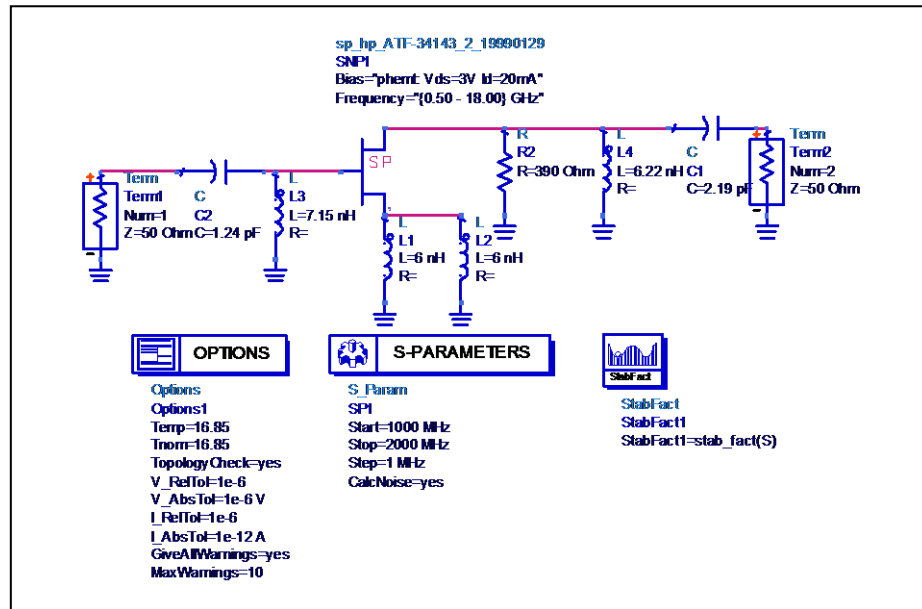 sp_hp_ATF-34143_2_19990129
SNP1
Bias="phemt: Vds=3V Id=20mA"
Frequency="{0.50 - 18.00} GHz"
SP
Term
Term1
Num=1
Z=50 Ohm
C
C2
C=1.24 pF
L
L3
L=7.15 nH
R=
L
L1
L=6 nH
R=
L
L2
L=6 nH
R=
R
R2
R=390 Ohm
L
L4
L=6.22 nH
R=
C
C1
C=2.19 pF
Term
Term2
Num=2
Z=50 Ohm
OPTIONS
Options
Options1
Temp=16.85
Tnom=16.85
TopologyCheck=yes
V_RelTol=1e-6
V_AbsTol=1e-6 V
I_RelTol=1e-6
I_AbsTol=1e-12 A
GiveAllWarnings=yes
MaxWarnings=10
S-PARAMETERS
S_Param
SP1
Start=1000 MHz
Stop=2000 MHz
Step=1 MHz
CalcNoise=yes
StabFact
StabFact
StabFact1
StabFact1=stab_fact(S)